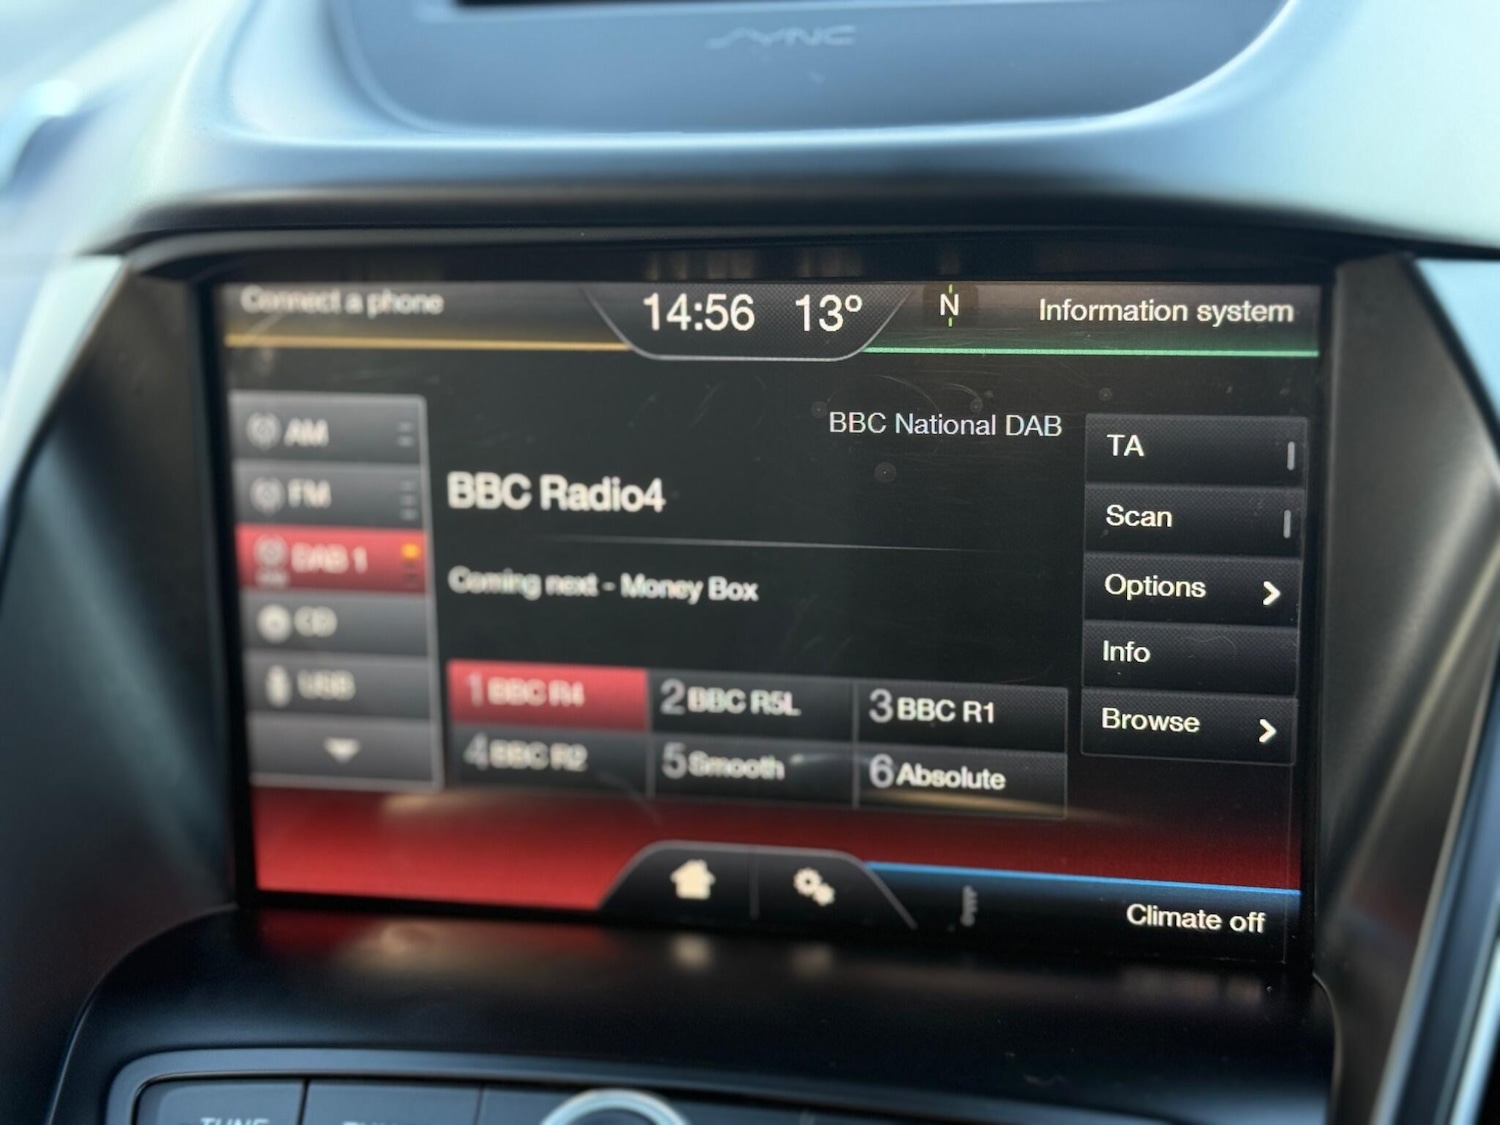 SYNC
Connect a phone
14:56 13º
N
Information system
AM
FM
DAB 1
CD
USB
BBC National DAB
BBC Radio4
Coming next - Money Box
1 BBC R4
2 BBC R5L
3 BBC R1
4 BBC R2
5 Smooth
6 Absolute
TA
Scan
Options
Info
Browse
Climate off
TUNE